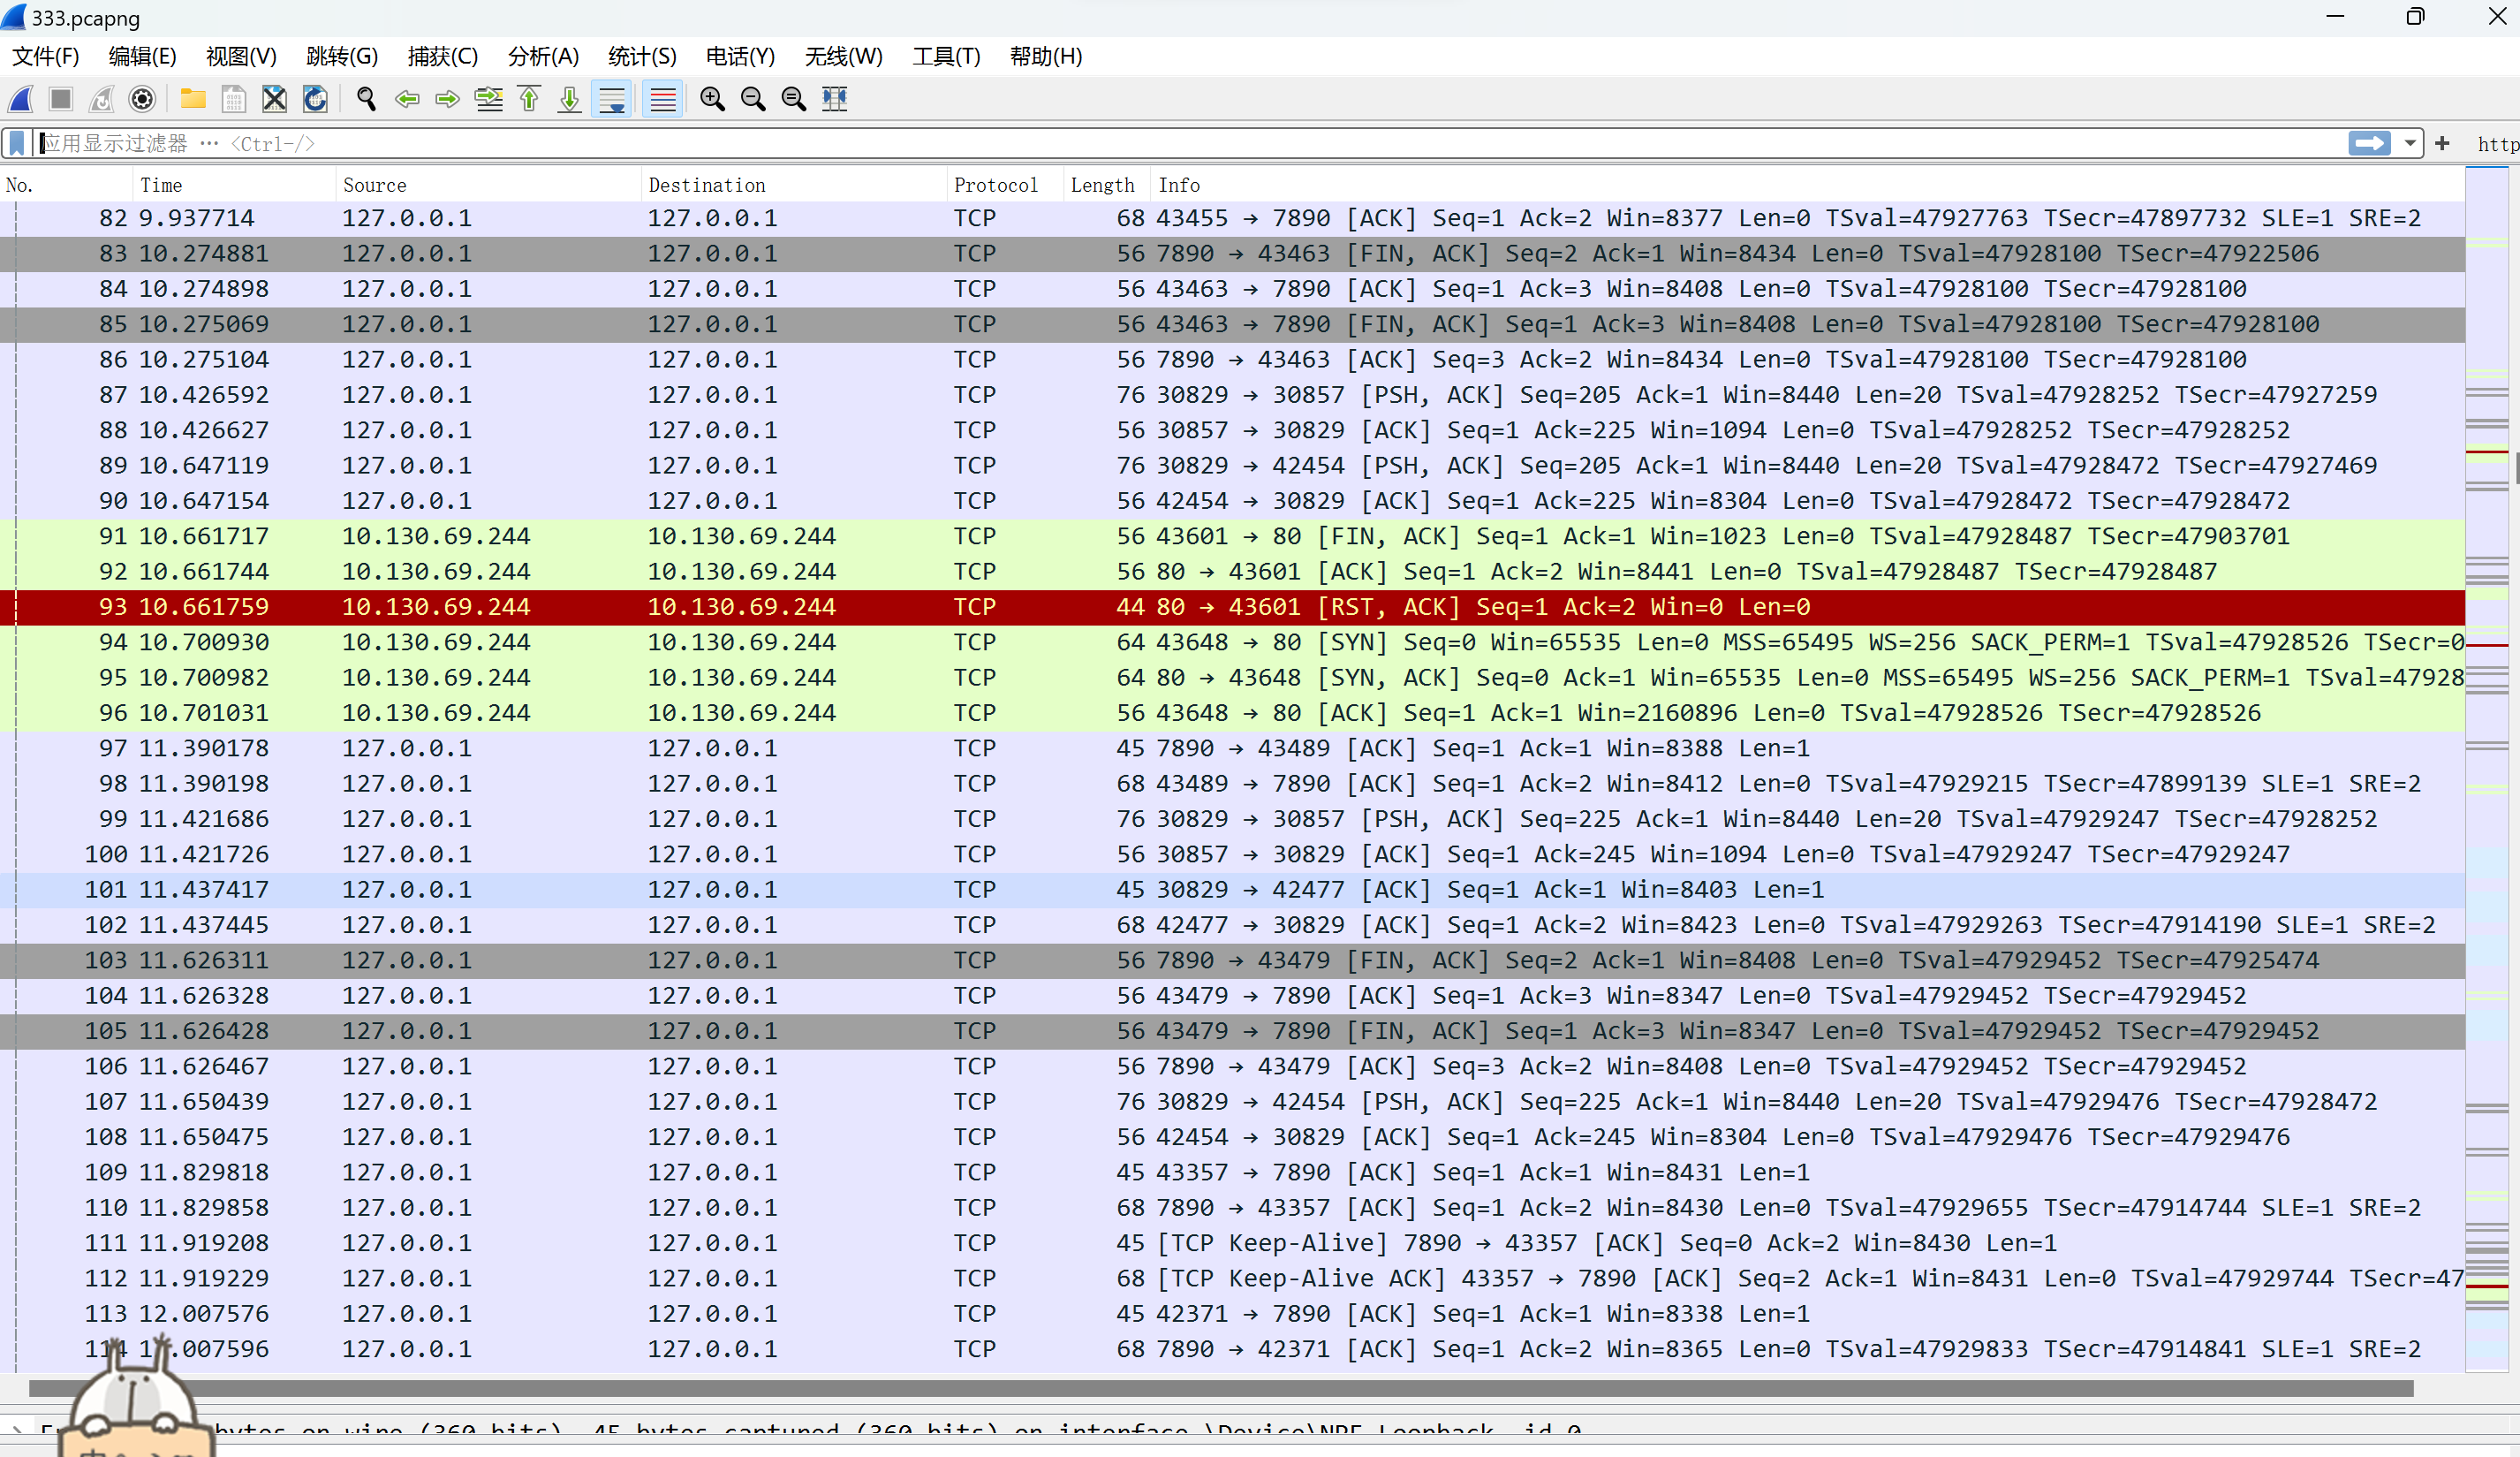 333.pcapng
文件(F) 编辑(E) 视图(V) 跳转(G) 捕获(C) 分析(A) 统计(S) 电话(Y) 无线(W) 工具(T) 帮助(H)
应用显示过滤器 ··· <Ctrl-/> http
No. Time Source Destination Protocol Length Info
82 9.937714 127.0.0.1 127.0.0.1 TCP 68 43455 → 7890 [ACK] Seq=1 Ack=2 Win=8377 Len=0 TSval=47927763 TSecr=47897732 SLE=1 SRE=2
83 10.274881 127.0.0.1 127.0.0.1 TCP 56 7890 → 43463 [FIN, ACK] Seq=2 Ack=1 Win=8434 Len=0 TSval=47928100 TSecr=47922506
84 10.274898 127.0.0.1 127.0.0.1 TCP 56 43463 → 7890 [ACK] Seq=1 Ack=3 Win=8408 Len=0 TSval=47928100 TSecr=47928100
85 10.275069 127.0.0.1 127.0.0.1 TCP 56 43463 → 7890 [FIN, ACK] Seq=1 Ack=3 Win=8408 Len=0 TSval=47928100 TSecr=47928100
86 10.275104 127.0.0.1 127.0.0.1 TCP 56 7890 → 43463 [ACK] Seq=3 Ack=2 Win=8434 Len=0 TSval=47928100 TSecr=47928100
87 10.426592 127.0.0.1 127.0.0.1 TCP 76 30829 → 30857 [PSH, ACK] Seq=205 Ack=1 Win=8440 Len=20 TSval=47928252 TSecr=47927259
88 10.426627 127.0.0.1 127.0.0.1 TCP 56 30857 → 30829 [ACK] Seq=1 Ack=225 Win=1094 Len=0 TSval=47928252 TSecr=47928252
89 10.647119 127.0.0.1 127.0.0.1 TCP 76 30829 → 42454 [PSH, ACK] Seq=205 Ack=1 Win=8440 Len=20 TSval=47928472 TSecr=47927469
90 10.647154 127.0.0.1 127.0.0.1 TCP 56 42454 → 30829 [ACK] Seq=1 Ack=225 Win=8304 Len=0 TSval=47928472 TSecr=47928472
91 10.661717 10.130.69.244 10.130.69.244 TCP 56 43601 → 80 [FIN, ACK] Seq=1 Ack=1 Win=1023 Len=0 TSval=47928487 TSecr=47903701
92 10.661744 10.130.69.244 10.130.69.244 TCP 56 80 → 43601 [ACK] Seq=1 Ack=2 Win=8441 Len=0 TSval=47928487 TSecr=47928487
93 10.661759 10.130.69.244 10.130.69.244 TCP 44 80 → 43601 [RST, ACK] Seq=1 Ack=2 Win=0 Len=0
94 10.700930 10.130.69.244 10.130.69.244 TCP 64 43648 → 80 [SYN] Seq=0 Win=65535 Len=0 MSS=65495 WS=256 SACK_PERM=1 TSval=47928526 TSecr=0
95 10.700982 10.130.69.244 10.130.69.244 TCP 64 80 → 43648 [SYN, ACK] Seq=0 Ack=1 Win=65535 Len=0 MSS=65495 WS=256 SACK_PERM=1 TSval=47928
96 10.701031 10.130.69.244 10.130.69.244 TCP 56 43648 → 80 [ACK] Seq=1 Ack=1 Win=2160896 Len=0 TSval=47928526 TSecr=47928526
97 11.390178 127.0.0.1 127.0.0.1 TCP 45 7890 → 43489 [ACK] Seq=1 Ack=1 Win=8388 Len=1
98 11.390198 127.0.0.1 127.0.0.1 TCP 68 43489 → 7890 [ACK] Seq=1 Ack=2 Win=8412 Len=0 TSval=47929215 TSecr=47899139 SLE=1 SRE=2
99 11.421686 127.0.0.1 127.0.0.1 TCP 76 30829 → 30857 [PSH, ACK] Seq=225 Ack=1 Win=8440 Len=20 TSval=47929247 TSecr=47928252
100 11.421726 127.0.0.1 127.0.0.1 TCP 56 30857 → 30829 [ACK] Seq=1 Ack=245 Win=1094 Len=0 TSval=47929247 TSecr=47929247
101 11.437417 127.0.0.1 127.0.0.1 TCP 45 30829 → 42477 [ACK] Seq=1 Ack=1 Win=8403 Len=1
102 11.437445 127.0.0.1 127.0.0.1 TCP 68 42477 → 30829 [ACK] Seq=1 Ack=2 Win=8423 Len=0 TSval=47929263 TSecr=47914190 SLE=1 SRE=2
103 11.626311 127.0.0.1 127.0.0.1 TCP 56 7890 → 43479 [FIN, ACK] Seq=2 Ack=1 Win=8408 Len=0 TSval=47929452 TSecr=47925474
104 11.626328 127.0.0.1 127.0.0.1 TCP 56 43479 → 7890 [ACK] Seq=1 Ack=3 Win=8347 Len=0 TSval=47929452 TSecr=47929452
105 11.626428 127.0.0.1 127.0.0.1 TCP 56 43479 → 7890 [FIN, ACK] Seq=1 Ack=3 Win=8347 Len=0 TSval=47929452 TSecr=47929452
106 11.626467 127.0.0.1 127.0.0.1 TCP 56 7890 → 43479 [ACK] Seq=3 Ack=2 Win=8408 Len=0 TSval=47929452 TSecr=47929452
107 11.650439 127.0.0.1 127.0.0.1 TCP 76 30829 → 42454 [PSH, ACK] Seq=225 Ack=1 Win=8440 Len=20 TSval=47929476 TSecr=47928472
108 11.650475 127.0.0.1 127.0.0.1 TCP 56 42454 → 30829 [ACK] Seq=1 Ack=245 Win=8304 Len=0 TSval=47929476 TSecr=47929476
109 11.829818 127.0.0.1 127.0.0.1 TCP 45 43357 → 7890 [ACK] Seq=1 Ack=1 Win=8431 Len=1
110 11.829858 127.0.0.1 127.0.0.1 TCP 68 7890 → 43357 [ACK] Seq=1 Ack=2 Win=8430 Len=0 TSval=47929655 TSecr=47914744 SLE=1 SRE=2
111 11.919208 127.0.0.1 127.0.0.1 TCP 45 [TCP Keep-Alive] 7890 → 43357 [ACK] Seq=0 Ack=2 Win=8430 Len=1
112 11.919229 127.0.0.1 127.0.0.1 TCP 68 [TCP Keep-Alive ACK] 43357 → 7890 [ACK] Seq=2 Ack=1 Win=8431 Len=0 TSval=47929744 TSecr=47
113 12.007576 127.0.0.1 127.0.0.1 TCP 45 42371 → 7890 [ACK] Seq=1 Ack=1 Win=8338 Len=1
114 .007596 127.0.0.1 127.0.0.1 TCP 68 7890 → 42371 [ACK] Seq=1 Ack=2 Win=8365 Len=0 TSval=47929833 TSecr=47914841 SLE=1 SRE=2
bytes on wire (360 bits), 45 bytes captured (360 bits) on interface \Device\NPF_Loopback, id 0